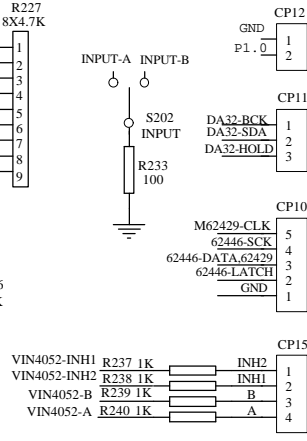 R227
8X4.7K
1
2
3
4
5
6
7
8
9
INPUT-A INPUT-B
S202
INPUT
R233
100
CP12
GND 1
P1.0 2
CP11
DA32-BCK 1
DA32-SDA 2
DA32-HOLD 3
CP10
M62429-CLK 5
62446-SCK 4
62446-DATA,62429 3
62446-LATCH 2
GND 1
CP15
VIN4052-INH1 R237 1K INH2 1
VIN4052-INH2 R238 1K INH1 2
VIN4052-B R239 1K B 3
VIN4052-A R240 1K A 4